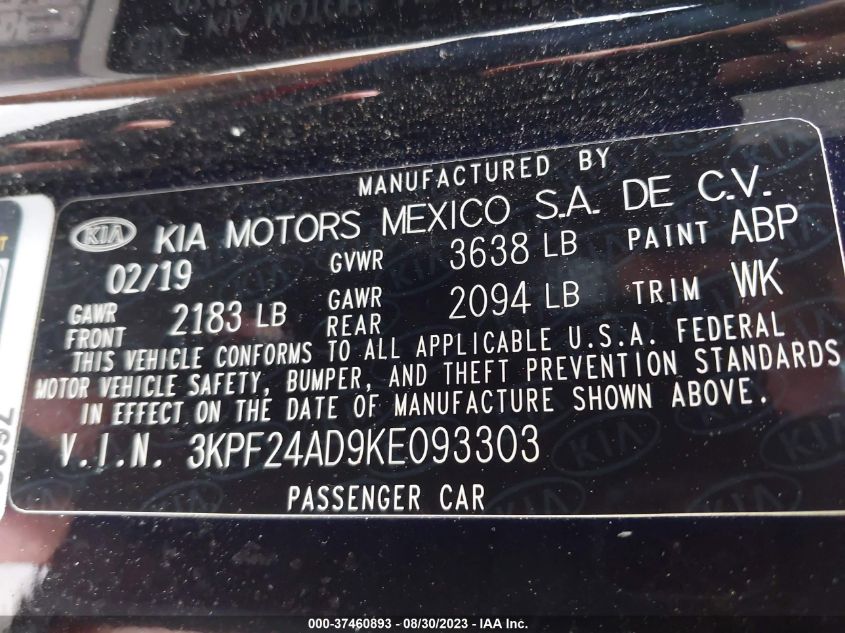 MANUFACTURED BY
KIA KIA MOTORS MEXICO S.A. DE C.V.
02/19 GVWR 3638 LB PAINT ABP
GAWR FRONT 2183 LB GAWR REAR 2094 LB TRIM WK
THIS VEHICLE CONFORMS TO ALL APPLICABLE U.S.A. FEDERAL
MOTOR VEHICLE SAFETY, BUMPER, AND THEFT PREVENTION STANDARDS
IN EFFECT ON THE DATE OF MANUFACTURE SHOWN ABOVE.
V.I.N. 3KPF24AD9KE093303
PASSENGER CAR
000-37460893 - 08/30/2023 - IAA Inc.